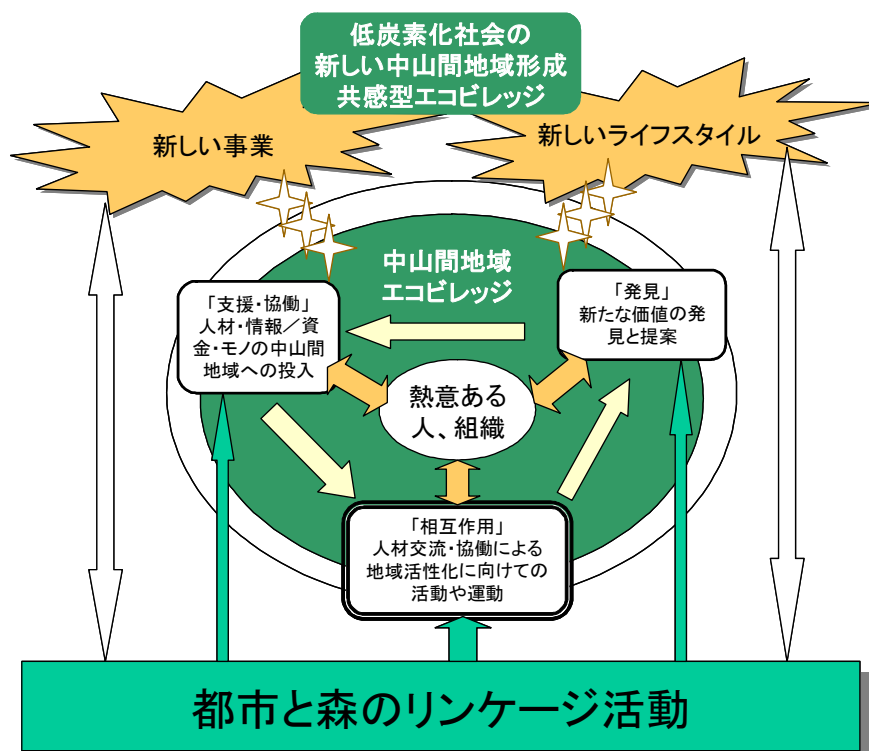 低炭素化社会の
新しい中山間地域形成
共感型エコビレッジ
新しい事業
新しいライフスタイル
中山間地域
エコビレッジ
「支援・協働」
人材・情報／資
金・モノの中山間
地域への投入
「発見」
新たな価値の発
見と提案
熱意ある
人、組織
「相互作用」
人材交流・協働による
地域活性化に向けての
活動や運動
都市と森のリンケージ活動